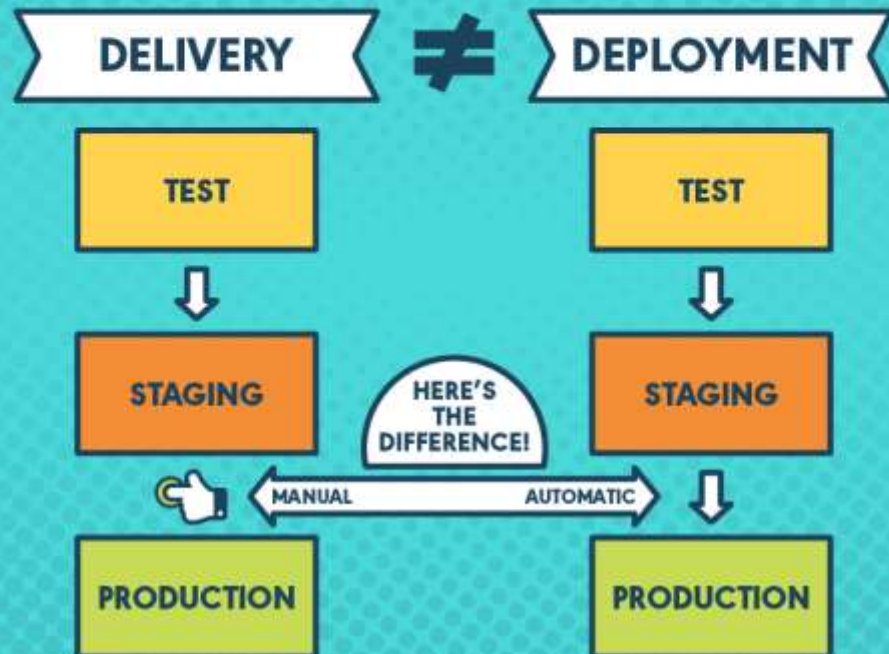 DELIVERY ≠ DEPLOYMENT
TEST
TEST
STAGING
HERE'S
THE
DIFFERENCE!
STAGING
MANUAL
AUTOMATIC
PRODUCTION
PRODUCTION